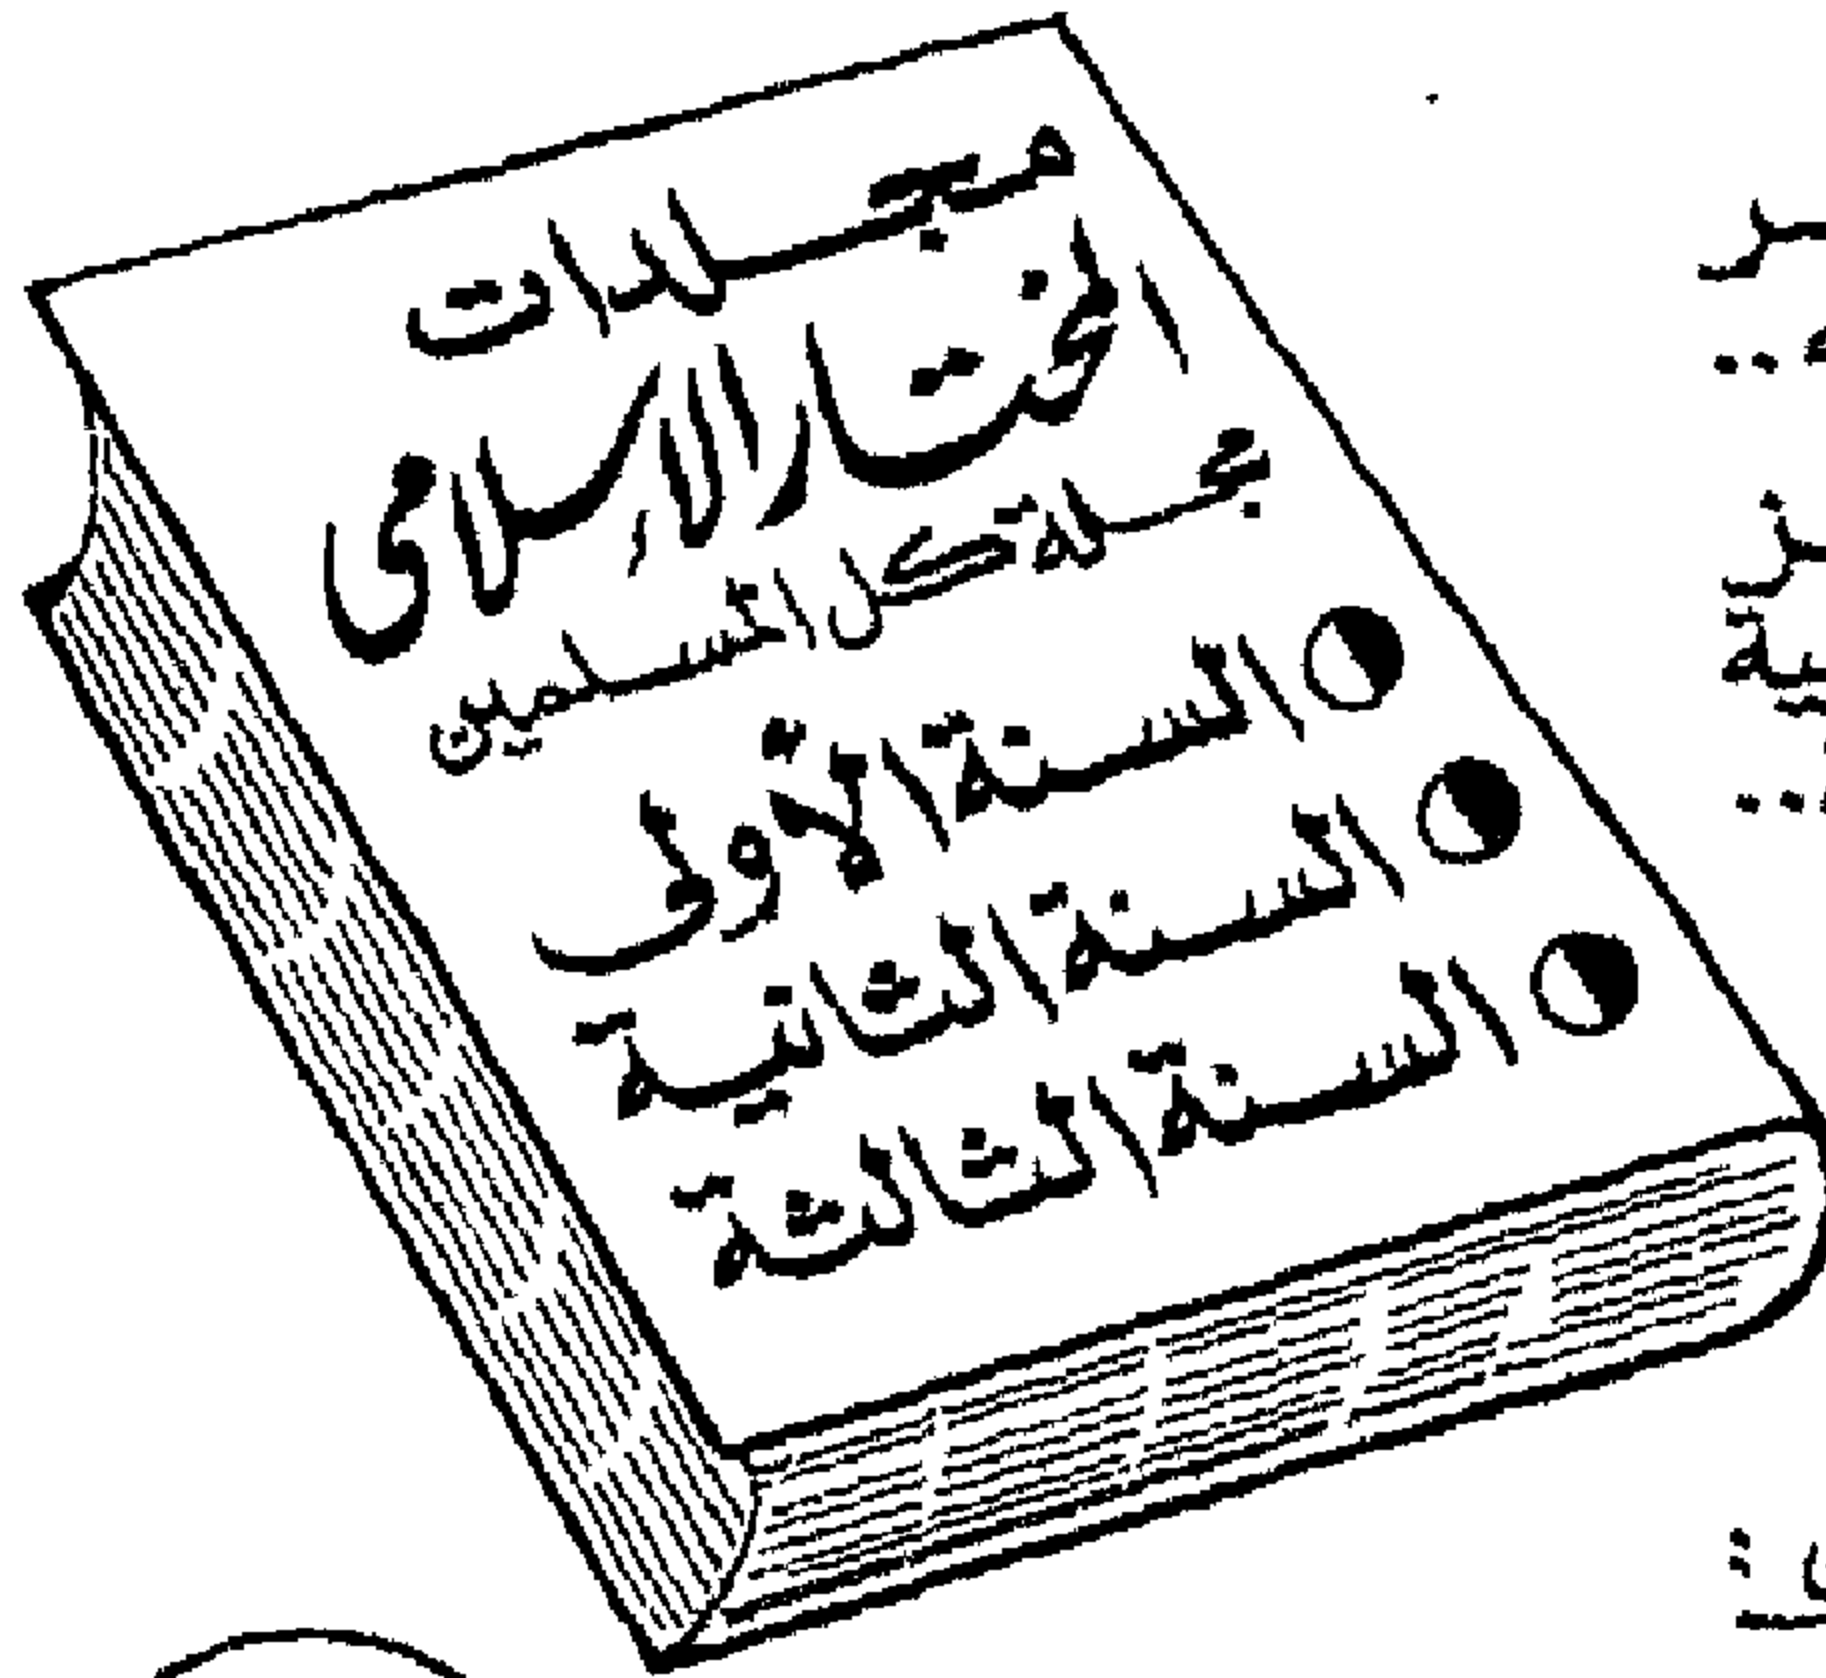 مجلدات
المختار الإسلامى
مجلة كل المسلمين
السنة الأولى
السنة الثانية
السنة الثالثة